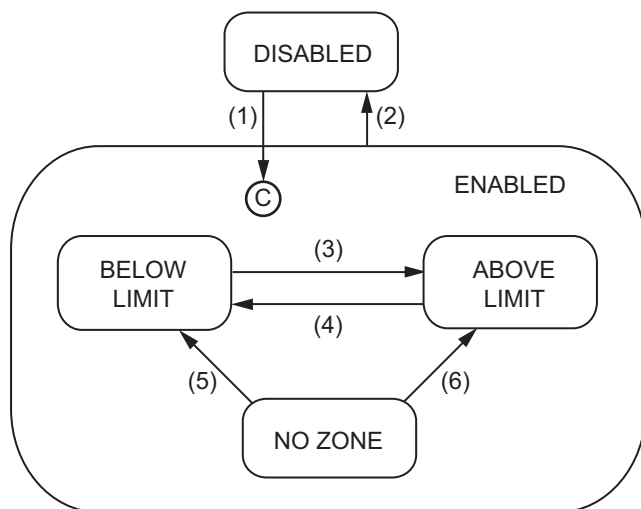 DISABLED
(1)
(2)
C
ENABLED
BELOW
LIMIT
(3)
ABOVE
LIMIT
(4)
(5)
(6)
NO ZONE